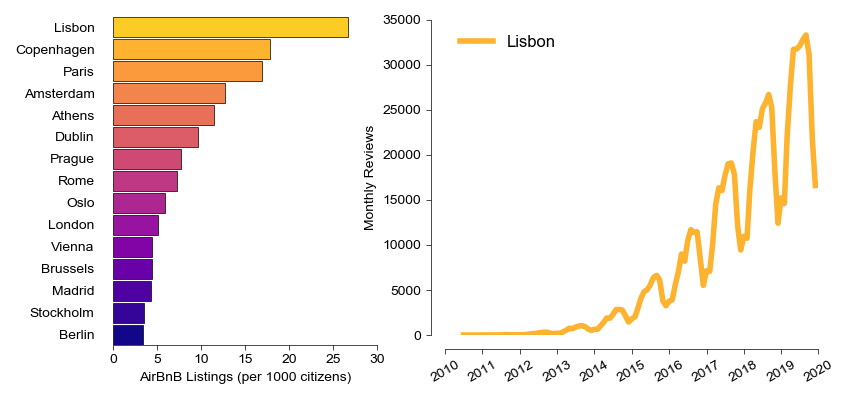 Lisbon
Copenhagen
Paris
Amsterdam
Athens
Dublin
Prague
Rome
Oslo
London
Vienna
Brussels
Madrid
Stockholm
Berlin
0 5 10 15 20 25 30
AirBnB Listings (per 1000 citizens)
Monthly Reviews
35000
30000
25000
20000
15000
10000
5000
0
Lisbon
2010 2011 2012 2013 2014 2015 2016 2017 2018 2019 2020